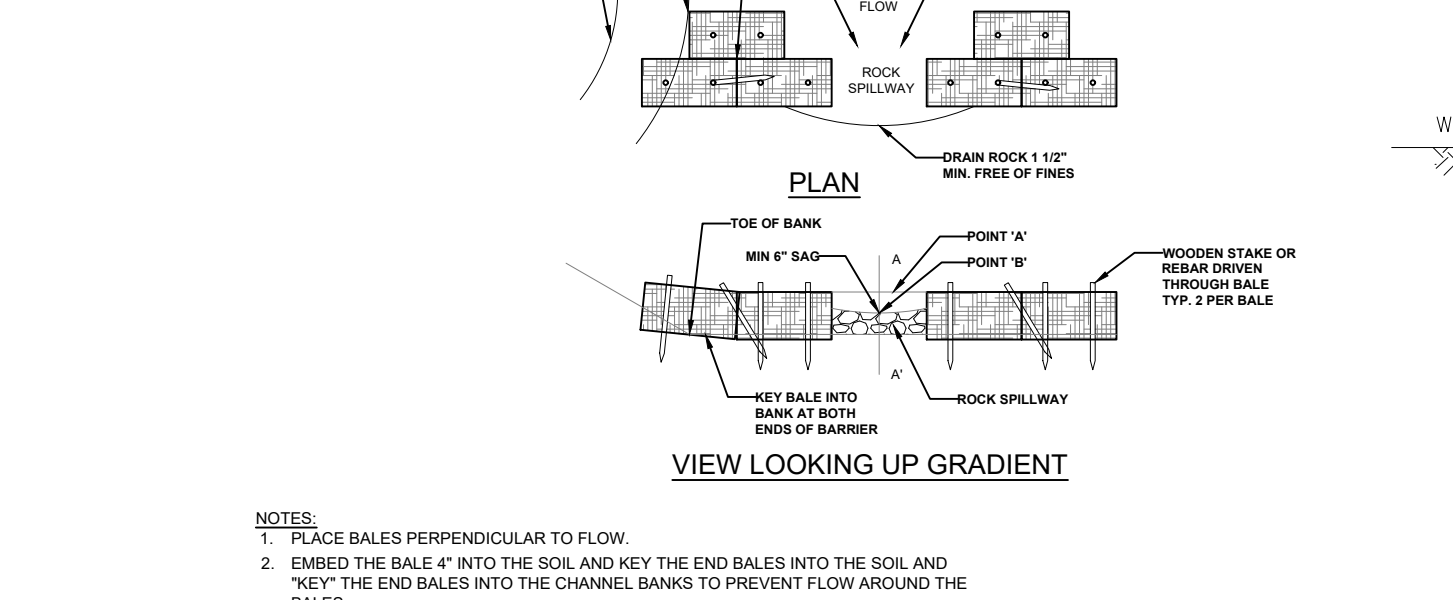 FLOW
ROCK
SPILLWAY
W
DRAIN ROCK 1 1/2"
MIN. FREE OF FINES
PLAN
TOE OF BANK
MIN 6" SAG
A
POINT 'A'
POINT 'B'
WOODEN STAKE OR
REBAR DRIVEN
THROUGH BALE
TYP. 2 PER BALE
A'
KEY BALE INTO
BANK AT BOTH
ENDS OF BARRIER
ROCK SPILLWAY
VIEW LOOKING UP GRADIENT
NOTES:
1. PLACE BALES PERPENDICULAR TO FLOW.
2. EMBED THE BALE 4" INTO THE SOIL AND KEY THE END BALES INTO THE SOIL AND
"KEY" THE END BALES INTO THE CHANNEL BANKS TO PREVENT FLOW AROUND THE
BALES